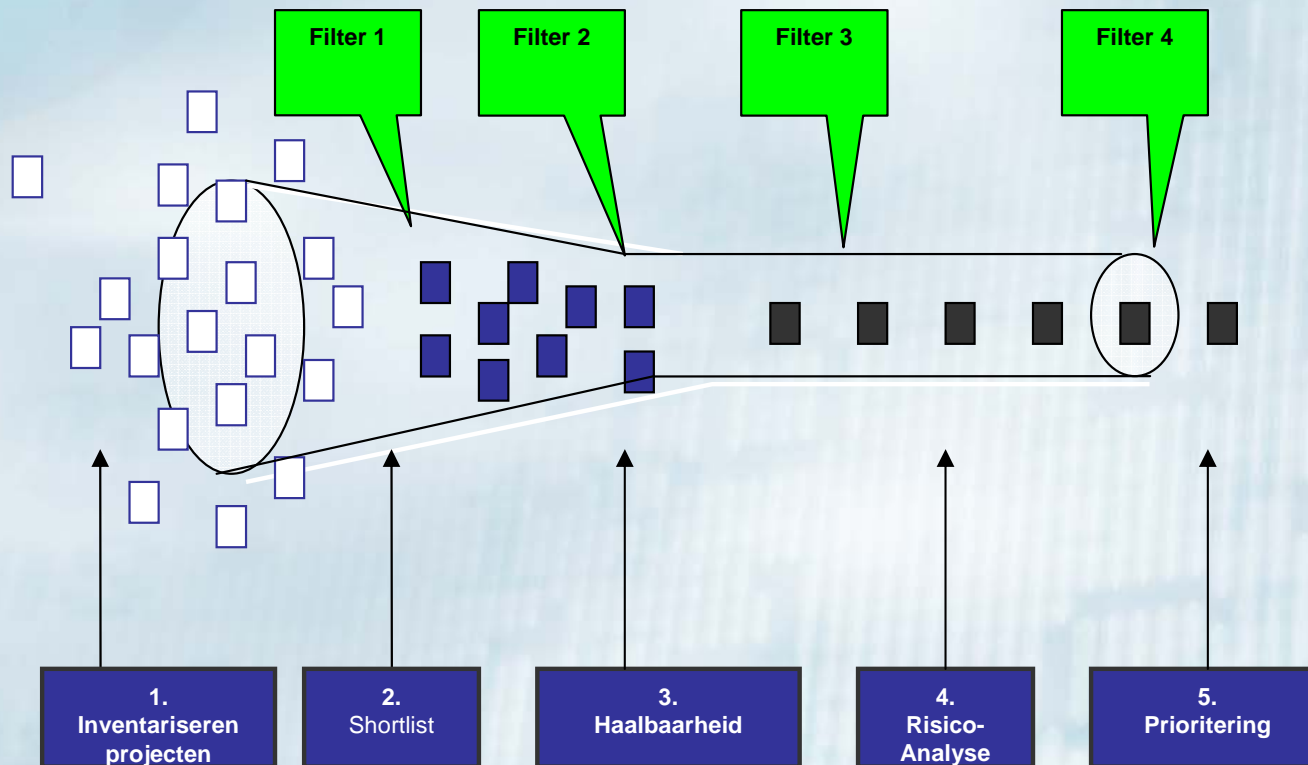 Filter 1
Filter 2
Filter 3
Filter 4
1.
Inventariseren
projecten
2.
Shortlist
3.
Haalbaarheid
4.
Risico-
Analyse
5.
Prioritering